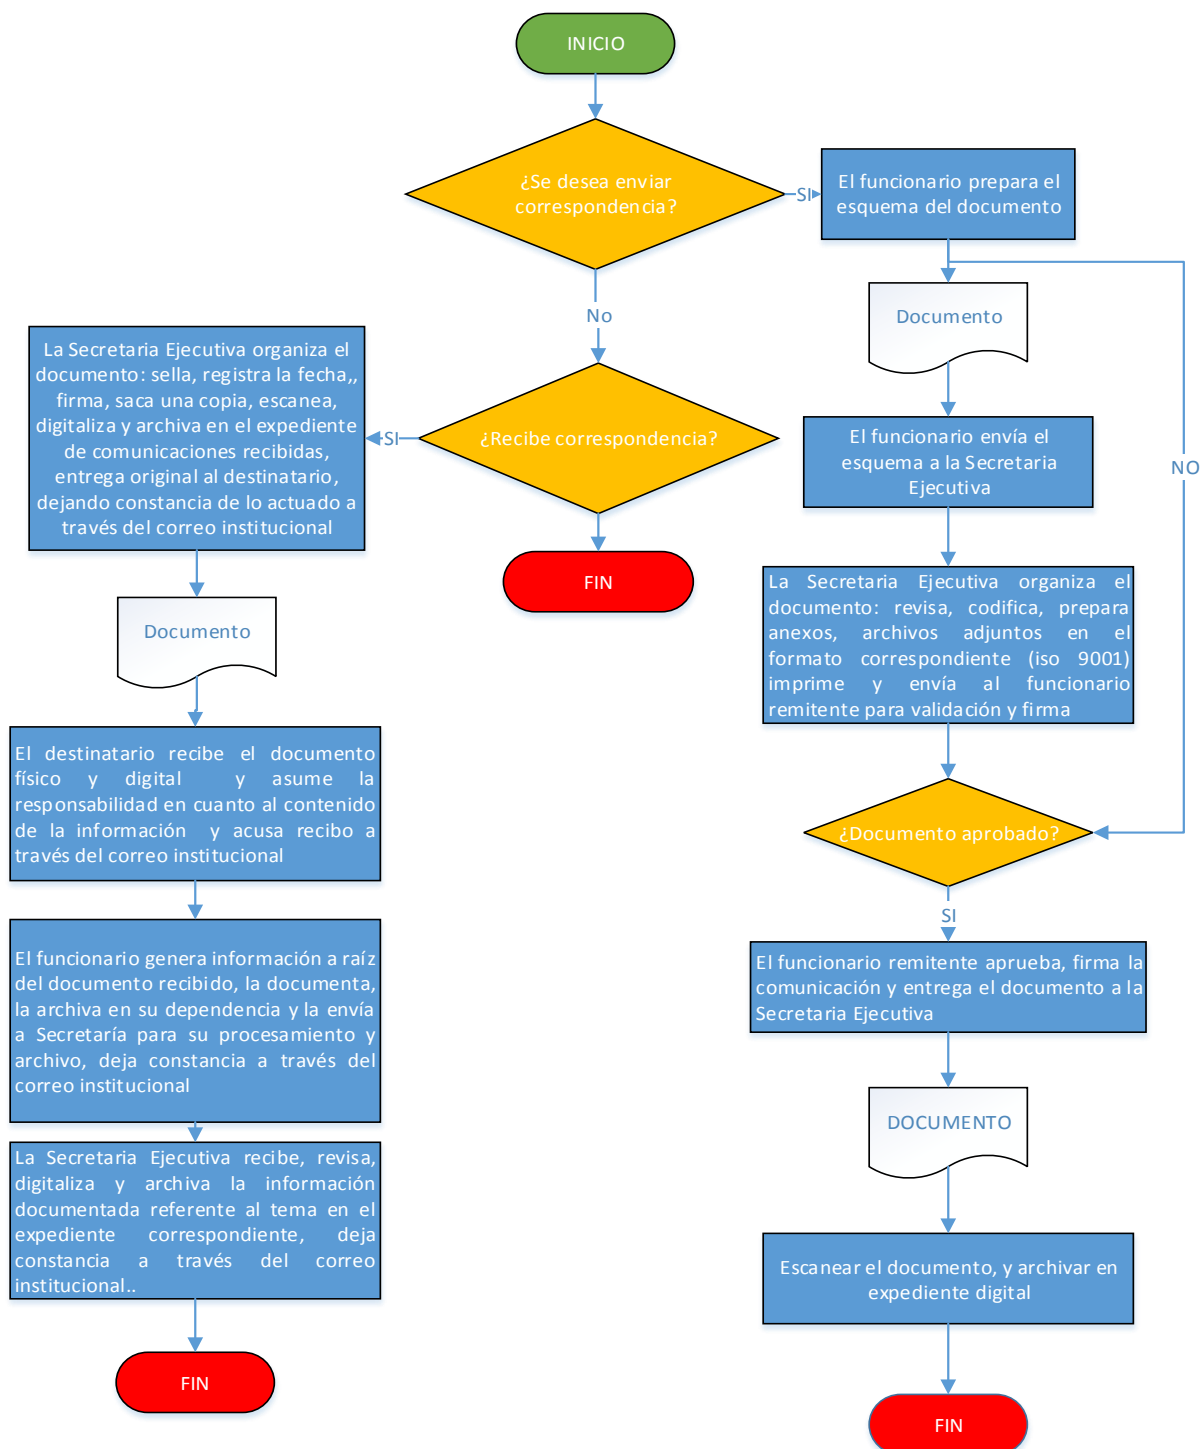 INICIO
¿Se desea enviar
correspondencia?
SI
El funcionario prepara el
esquema del documento
No
Documento
La Secretaria Ejecutiva organiza el
documento: sella, registra la fecha,,
firma, saca una copia, escanea,
digitaliza y archiva en el expediente
de comunicaciones recibidas,
entrega original al destinatario,
dejando constancia de lo actuado a
través del correo institucional
SI
¿Recibe correspondencia?
El funcionario envía el
esquema a la Secretaria
Ejecutiva
NO
FIN
La Secretaria Ejecutiva organiza el
documento: revisa, codifica, prepara
anexos, archivos adjuntos en el
formato correspondiente (iso 9001)
imprime y envía al funcionario
remitente para validación y firma
Documento
El destinatario recibe el documento
físico y digital y asume la
responsabilidad en cuanto al contenido
de la información y acusa recibo a
través del correo institucional
¿Documento aprobado?
SI
El funcionario genera información a raíz
del documento recibido, la documenta,
la archiva en su dependencia y la envía
a Secretaría para su procesamiento y
archivo, deja constancia a través del
correo institucional
El funcionario remitente aprueba, firma la
comunicación y entrega el documento a la
Secretaria Ejecutiva
DOCUMENTO
La Secretaria Ejecutiva recibe, revisa,
digitaliza y archiva la información
documentada referente al tema en el
expediente correspondiente, deja
constancia a través del correo
institucional..
Escanear el documento, y archivar en
expediente digital
FIN
FIN